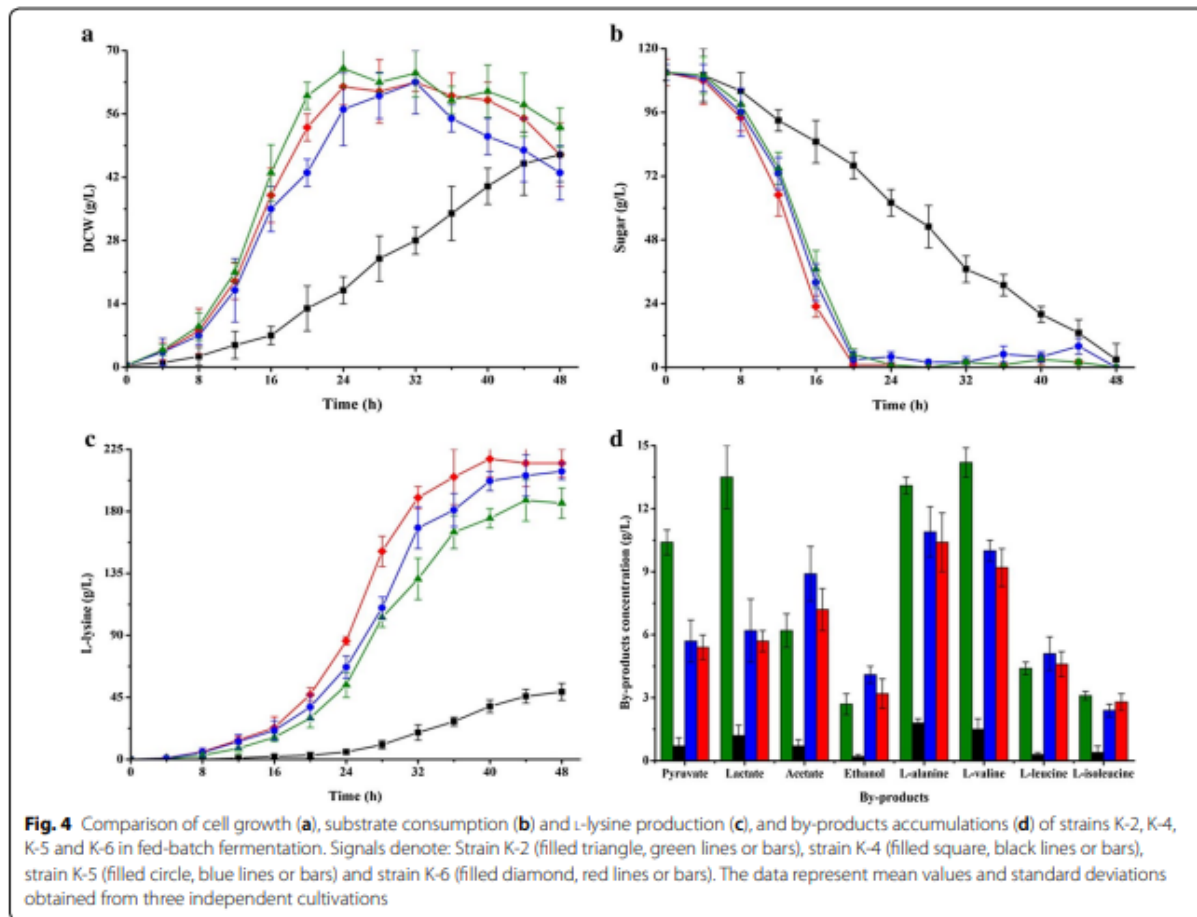 a
b
70
56
42
28
14
0
DCW (g/L)
0 8 16 24 32 40 48
Time (h)
120
96
72
48
24
0
Sugar (g/L)
0 8 16 24 32 40 48
Time (h)
c
d
225
180
135
90
45
0
L-lysine (g/L)
0 8 16 24 32 40 48
Time (h)
15
12
9
6
3
0
By-products concentration (g/L)
Pyruvate Lactate Acetate Ethanol L-alanine L-valine L-leucine L-isoleucine
By-products
Fig. 4 Comparison of cell growth (a), substrate consumption (b) and L-lysine production (c), and by-products accumulations (d) of strains K-2, K-4,
K-5 and K-6 in fed-batch fermentation. Signals denote: Strain K-2 (filled triangle, green lines or bars), strain K-4 (filled square, black lines or bars),
strain K-5 (filled circle, blue lines or bars) and strain K-6 (filled diamond, red lines or bars). The data represent mean values and standard deviations
obtained from three independent cultivations